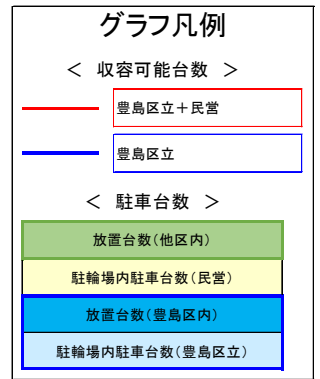 グラフ凡例
＜ 収容可能台数 ＞
豊島区立＋民営
豊島区立
＜ 駐車台数 ＞
放置台数(他区内)
駐輪場内駐車台数(民営)
放置台数(豊島区内)
駐輪場内駐車台数(豊島区立)